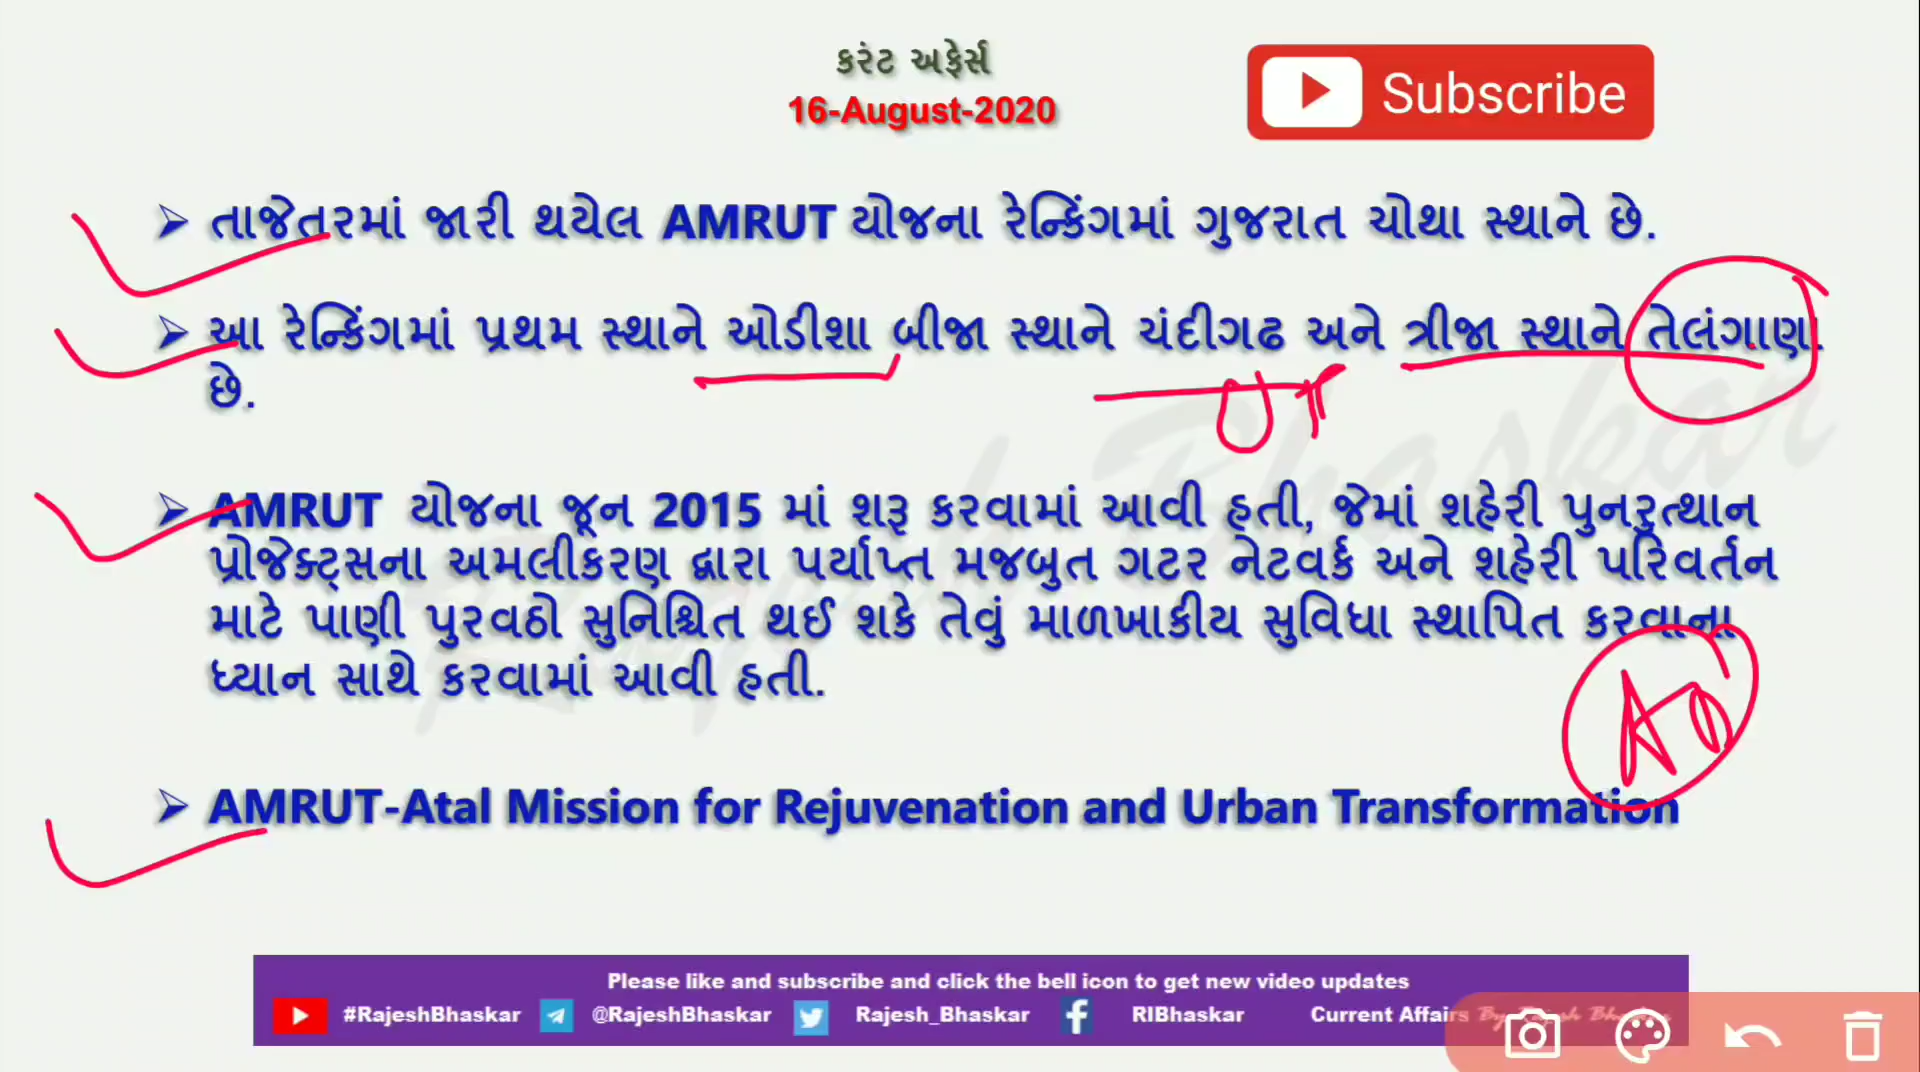 કરંટ અફેર્સ
16-August-2020
Subscribe
➢ તાજેતરમાં જારી થયેલ AMRUT યોજના રેન્કિંગમાં ગુજરાત ચોથા સ્થાને છે.
➢ આ રેન્કિંગમાં પ્રથમ સ્થાને ઓડીશા બીજા સ્થાને ચંદીગઢ અને ત્રીજા સ્થાને તેલંગાણા
છે.
➢ AMRUT યોજના જૂન 2015 માં શરૂ કરવામાં આવી હતી, જેમાં શહેરી પુનરુત્થાન
પ્રોજેક્ટ્સના અમલીકરણ દ્વારા પર્યાપ્ત મજબુત ગટર નેટવર્ક અને શહેરી પરિવર્તન
માટે પાણી પુરવઠો સુનિશ્ચિત થઈ શકે તેવું માળખાકીય સુવિધા સ્થાપિત કરવાના
ધ્યાન સાથે કરવામાં આવી હતી.
➢ AMRUT-Atal Mission for Rejuvenation and Urban Transformation
Please like and subscribe and click the bell icon to get new video updates
#RajeshBhaskar @RajeshBhaskar Rajesh_Bhaskar RIBhaskar Current Affairs By Rajesh Bhaskar